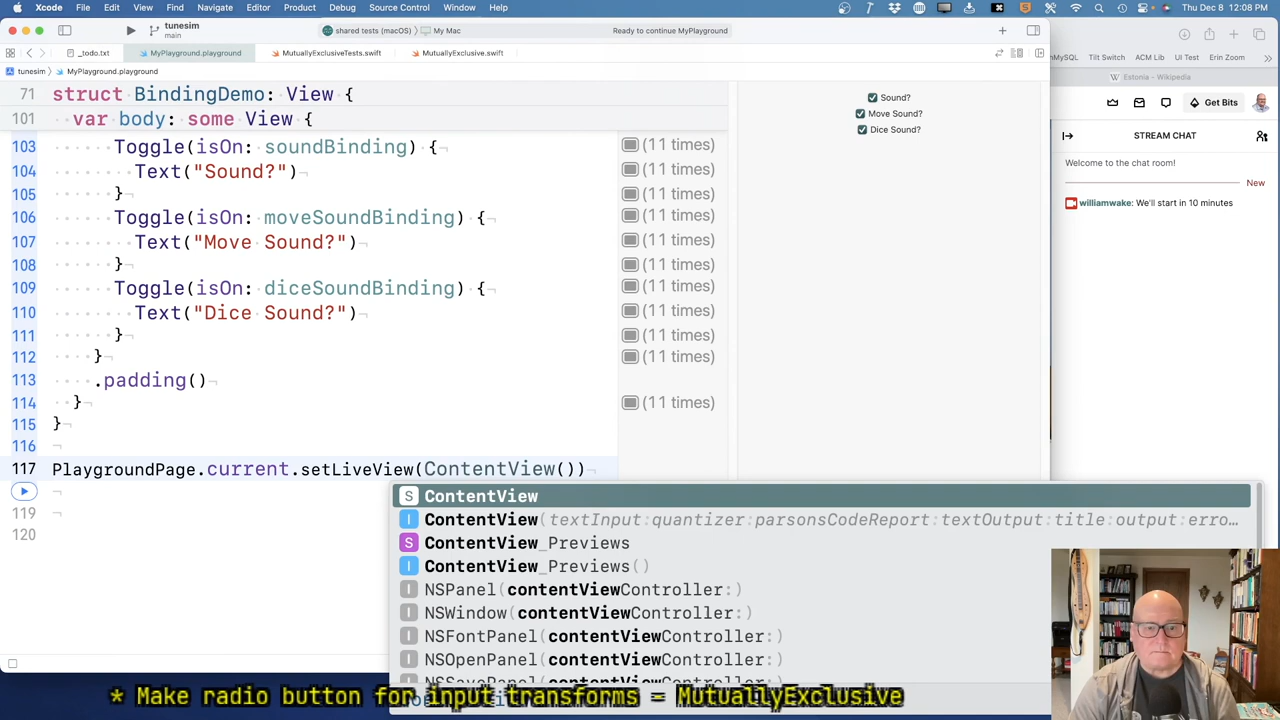 Xcode File Edit View Find Navigate Editor Product Debug Source Control Window Help Thu Dec 8 12:08 PM
tunesim
main
shared tests (macOS) My Mac
Ready to continue MyPlayground
_todo.txt MyPlayground.playground MutuallyExclusiveTests.swift MutuallyExclusive.swift
tunesim MyPlayground.playground
71 struct BindingDemo: View {
101 var body: some View {
103 Toggle(isOn: soundBinding) { (11 times)
104 Text("Sound?") (11 times)
105 } (11 times)
106 Toggle(isOn: moveSoundBinding) { (11 times)
107 Text("Move Sound?") (11 times)
108 } (11 times)
109 Toggle(isOn: diceSoundBinding) { (11 times)
110 Text("Dice Sound?") (11 times)
111 } (11 times)
112 } (11 times)
113 .padding()
114 } (11 times)
115 }
116
117 PlaygroundPage.current.setLiveView(ContentView())
119
120
S ContentView
I ContentView(textInput:quantizer:parsonsCodeReport:textOutput:title:output:erro…
S ContentView_Previews
I ContentView_Previews()
I NSPanel(contentViewController:)
I NSWindow(contentViewController:)
I NSFontPanel(contentViewController:)
I NSOpenPanel(contentViewController:)
Sound?
Move Sound?
Dice Sound?
nMySQL Tilt Switch ACM Lib UI Test Erin Zoom
Estonia - Wikipedia
Get Bits
STREAM CHAT
Welcome to the chat room!
New
williamwake: We'll start in 10 minutes
* Make radio button for input transforms - MutuallyExclusive